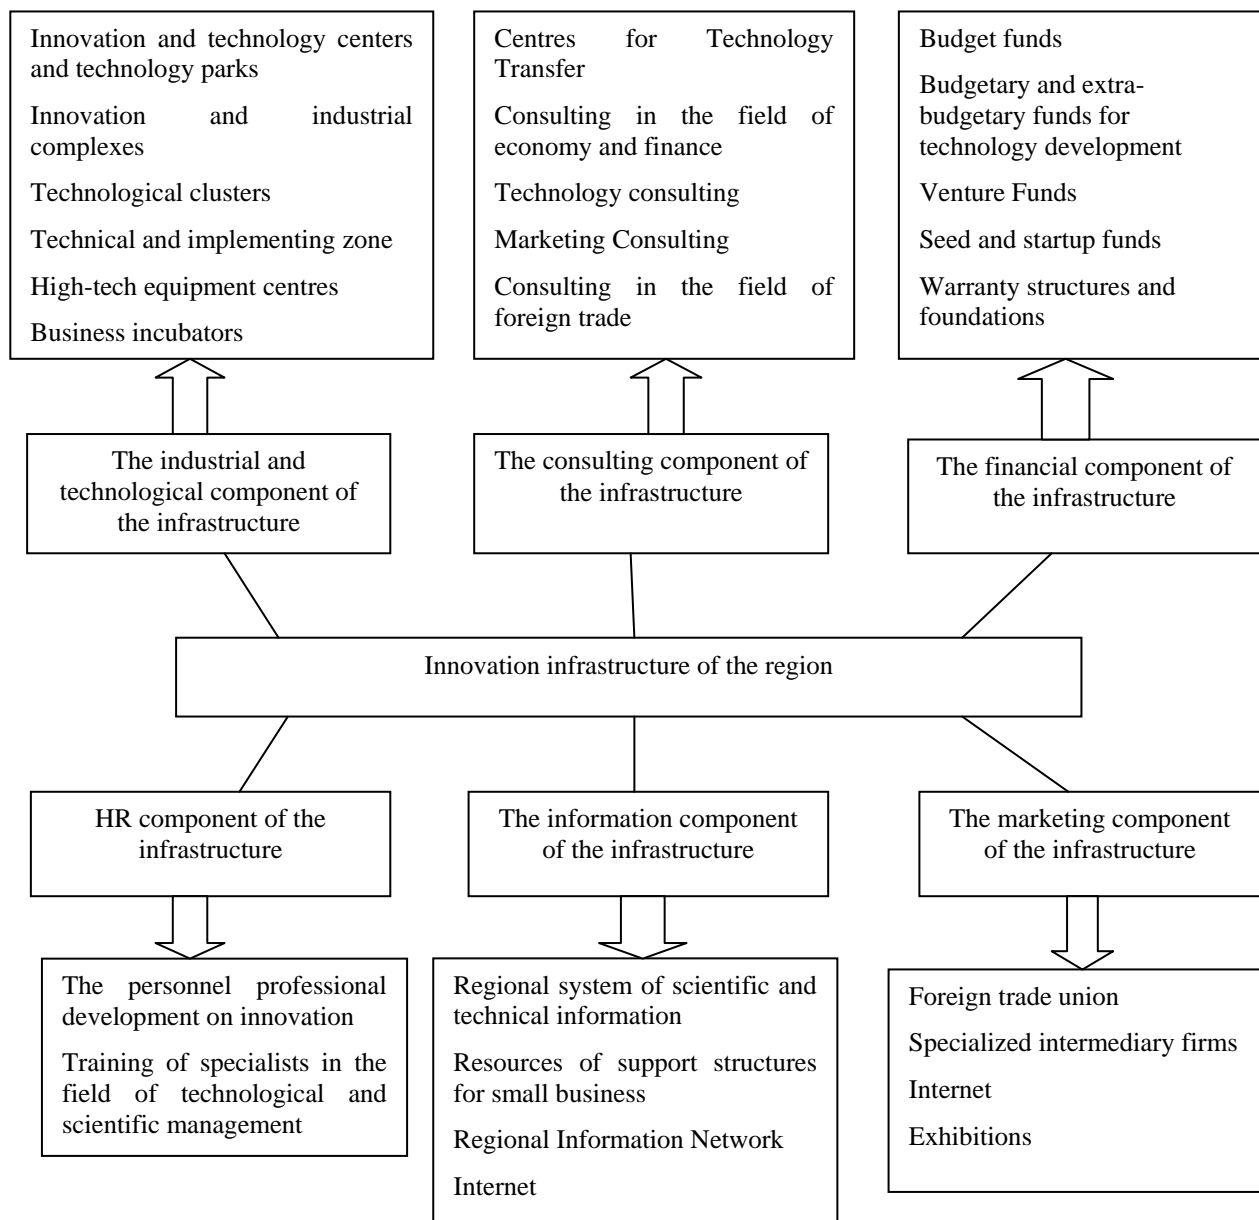 Innovation and technology centers
and technology parks
Innovation and industrial
complexes
Technological clusters
Technical and implementing zone
High-tech equipment centres
Business incubators
Centres for Technology
Transfer
Consulting in the field of
economy and finance
Technology consulting
Marketing Consulting
Consulting in the field of
foreign trade
Budget funds
Budgetary and extra-
budgetary funds for
technology development
Venture Funds
Seed and startup funds
Warranty structures and
foundations
The industrial and
technological component of
the infrastructure
The consulting component of
the infrastructure
The financial component of
the infrastructure
Innovation infrastructure of the region
HR component of the
infrastructure
The information component
of the infrastructure
The marketing component
of the infrastructure
The personnel professional
development on innovation
Training of specialists in the
field of technological and
scientific management
Regional system of scientific and
technical information
Resources of support structures
for small business
Regional Information Network
Internet
Foreign trade union
Specialized intermediary firms
Internet
Exhibitions